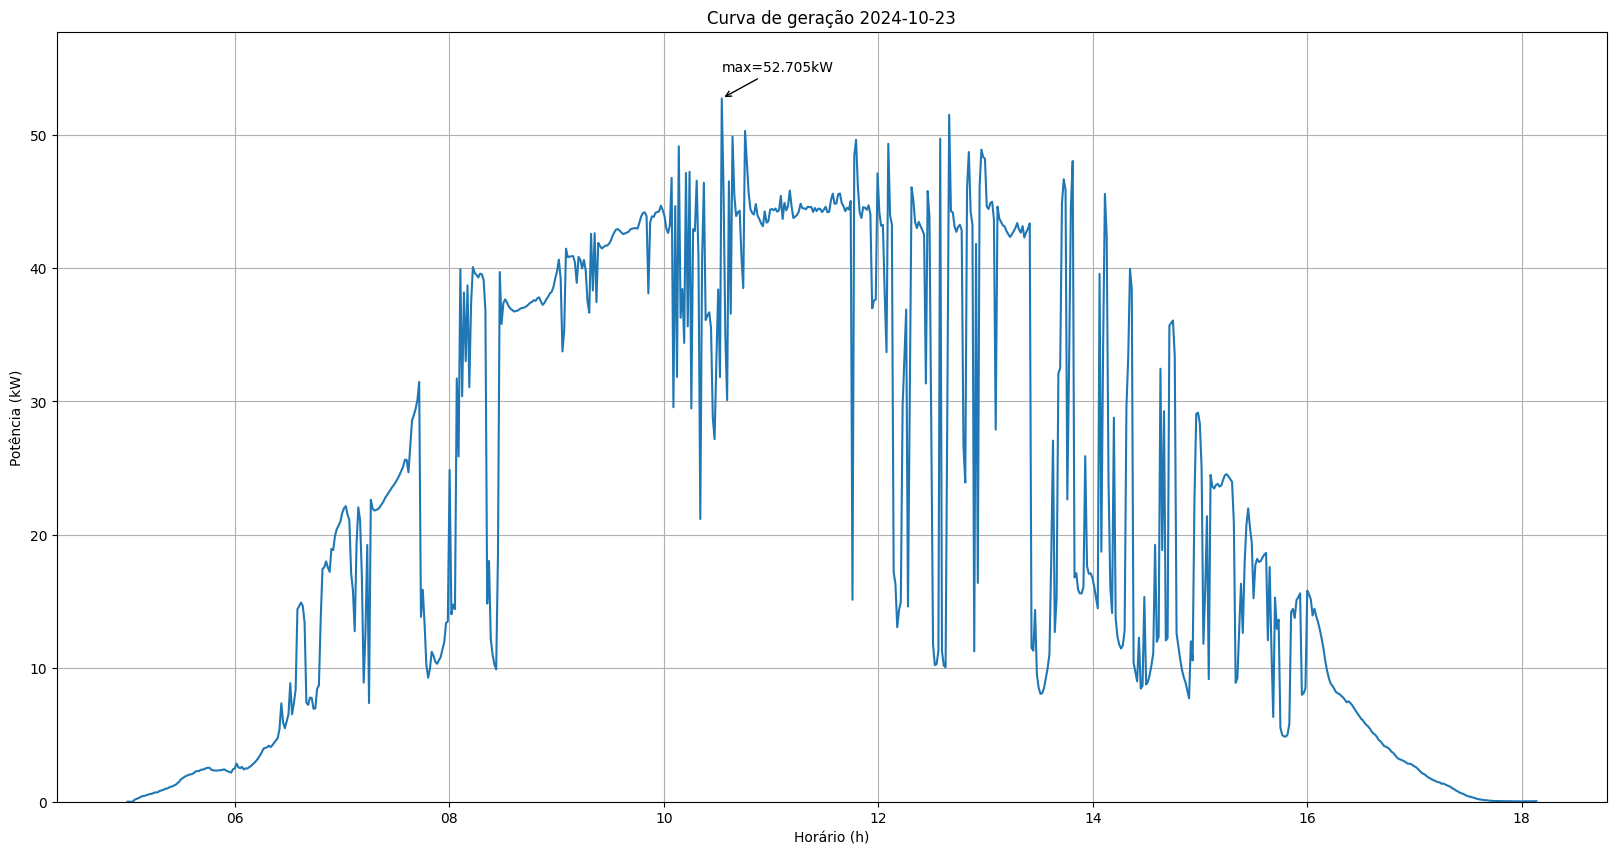 Curva de geração 2024-10-23
max=52.705kW
50
40
30
20
10
0
Potência (kW)
06 08 10 12 14 16 18
Horário (h)